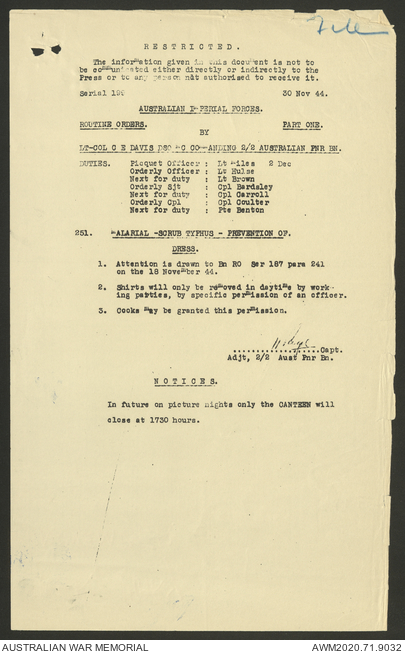 File
RESTRICTED.
The information given in this document is not to
be communicated either directly or indirectly to the
Press or to any person not authorised to receive it.
Serial 199 30 Nov 44.
AUSTRALIAN IMPERIAL FORCES.
ROUTINE ORDERS. PART ONE.
BY
LT-COL C E DAVIS DSO MC COMMANDING 2/2 AUSTRALIAN PNR BN.
DUTIES. Picquet Officer : Lt Miles 2 Dec
Orderly Officer : Lt Hulse
Next for duty : Lt Brown
Orderly Sjt : Cpl Bardsley
Next for duty : Cpl Carroll
Orderly Cpl : Cpl Coulter
Next for duty : Pte Benton
251. MALARIAL -SCRUB TYPHUS - PREVENTION OF.
DRESS.
1. Attention is drawn to Bn RO Ser 187 para 241
on the 18 November 44.
2. Shirts will only be removed in daytime by work-
ing parties, by specific permission of an officer.
3. Cooks may be granted this permission.
....................Capt.
Adjt, 2/2 Aust Pnr Bn.
NOTICES.
In future on picture nights only the CANTEEN will
close at 1730 hours.
AUSTRALIAN WAR MEMORIAL AWM2020.71.9032